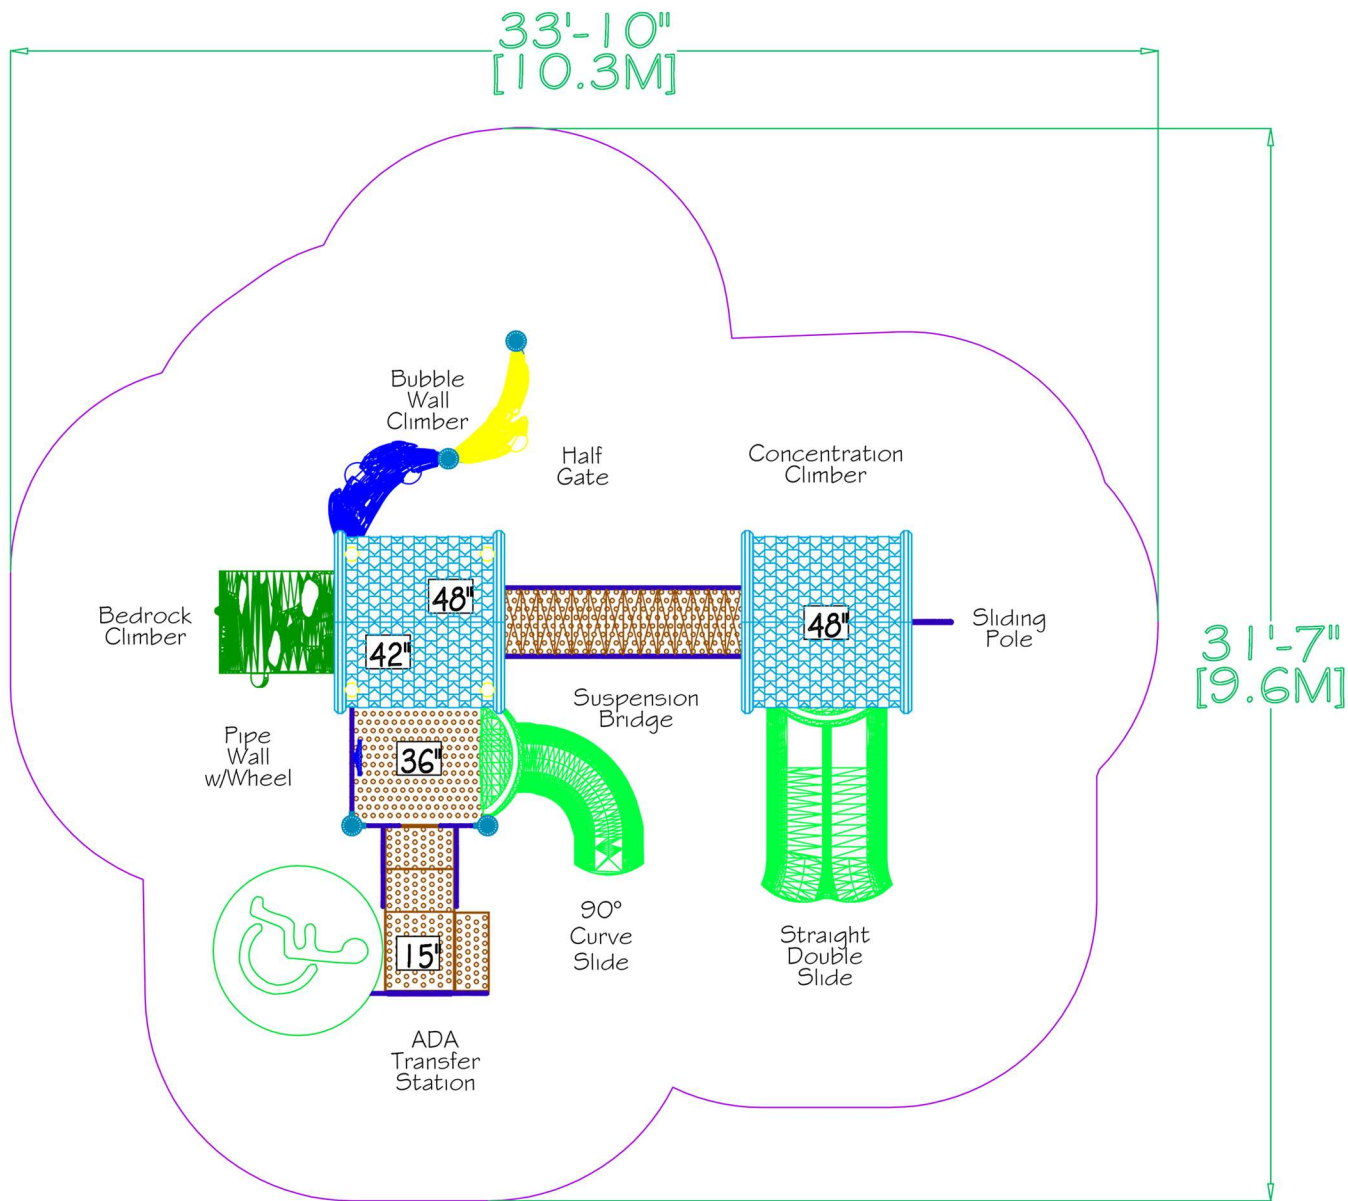 33'-10"
[10.3M]
Bubble
Wall
Climber
Half
Gate
Concentration
Climber
48"
48"
Bedrock
Climber
Sliding
Pole
42"
31'-7"
[9.6M]
Suspension
Bridge
Pipe
Wall
w/Wheel
36"
90°
Curve
Slide
Straight
Double
Slide
15"
ADA
Transfer
Station